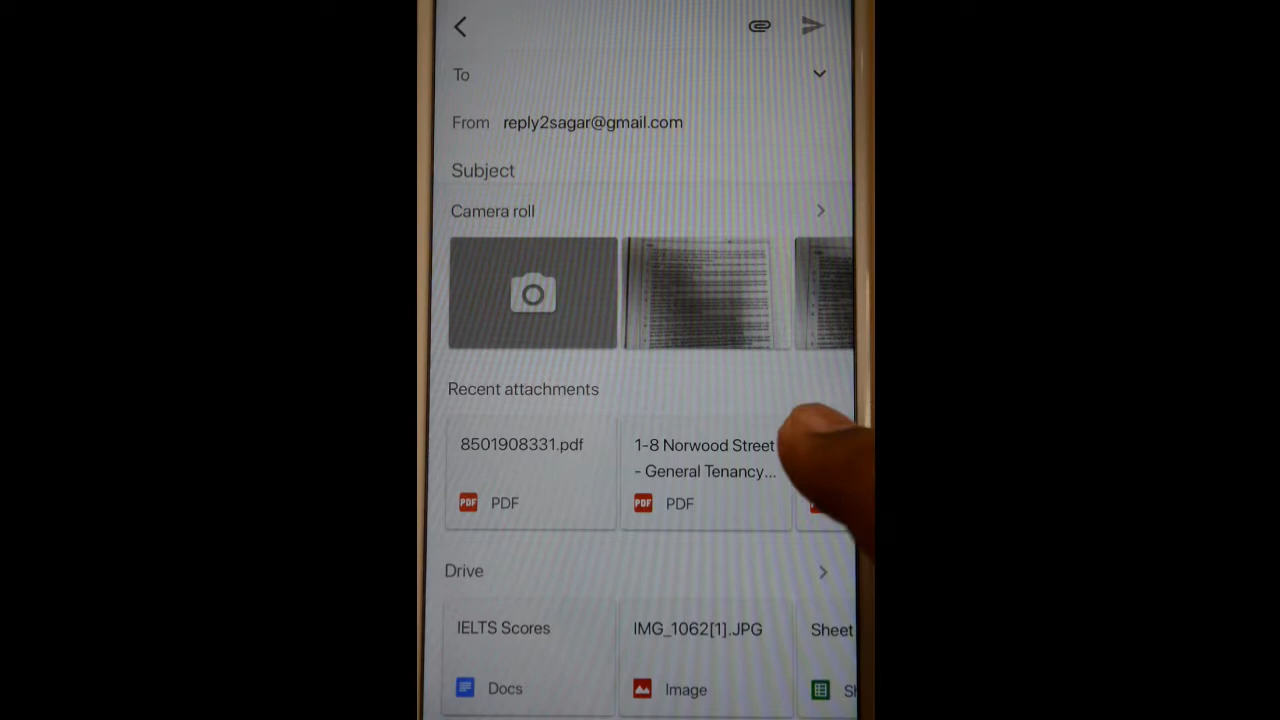 To
From reply2sagar@gmail.com
Subject
Camera roll
Recent attachments
8501908331.pdf
PDF
1-8 Norwood Street
- General Tenancy...
PDF
Drive
IELTS Scores
Docs
IMG_1062[1].JPG
Image
Sheet